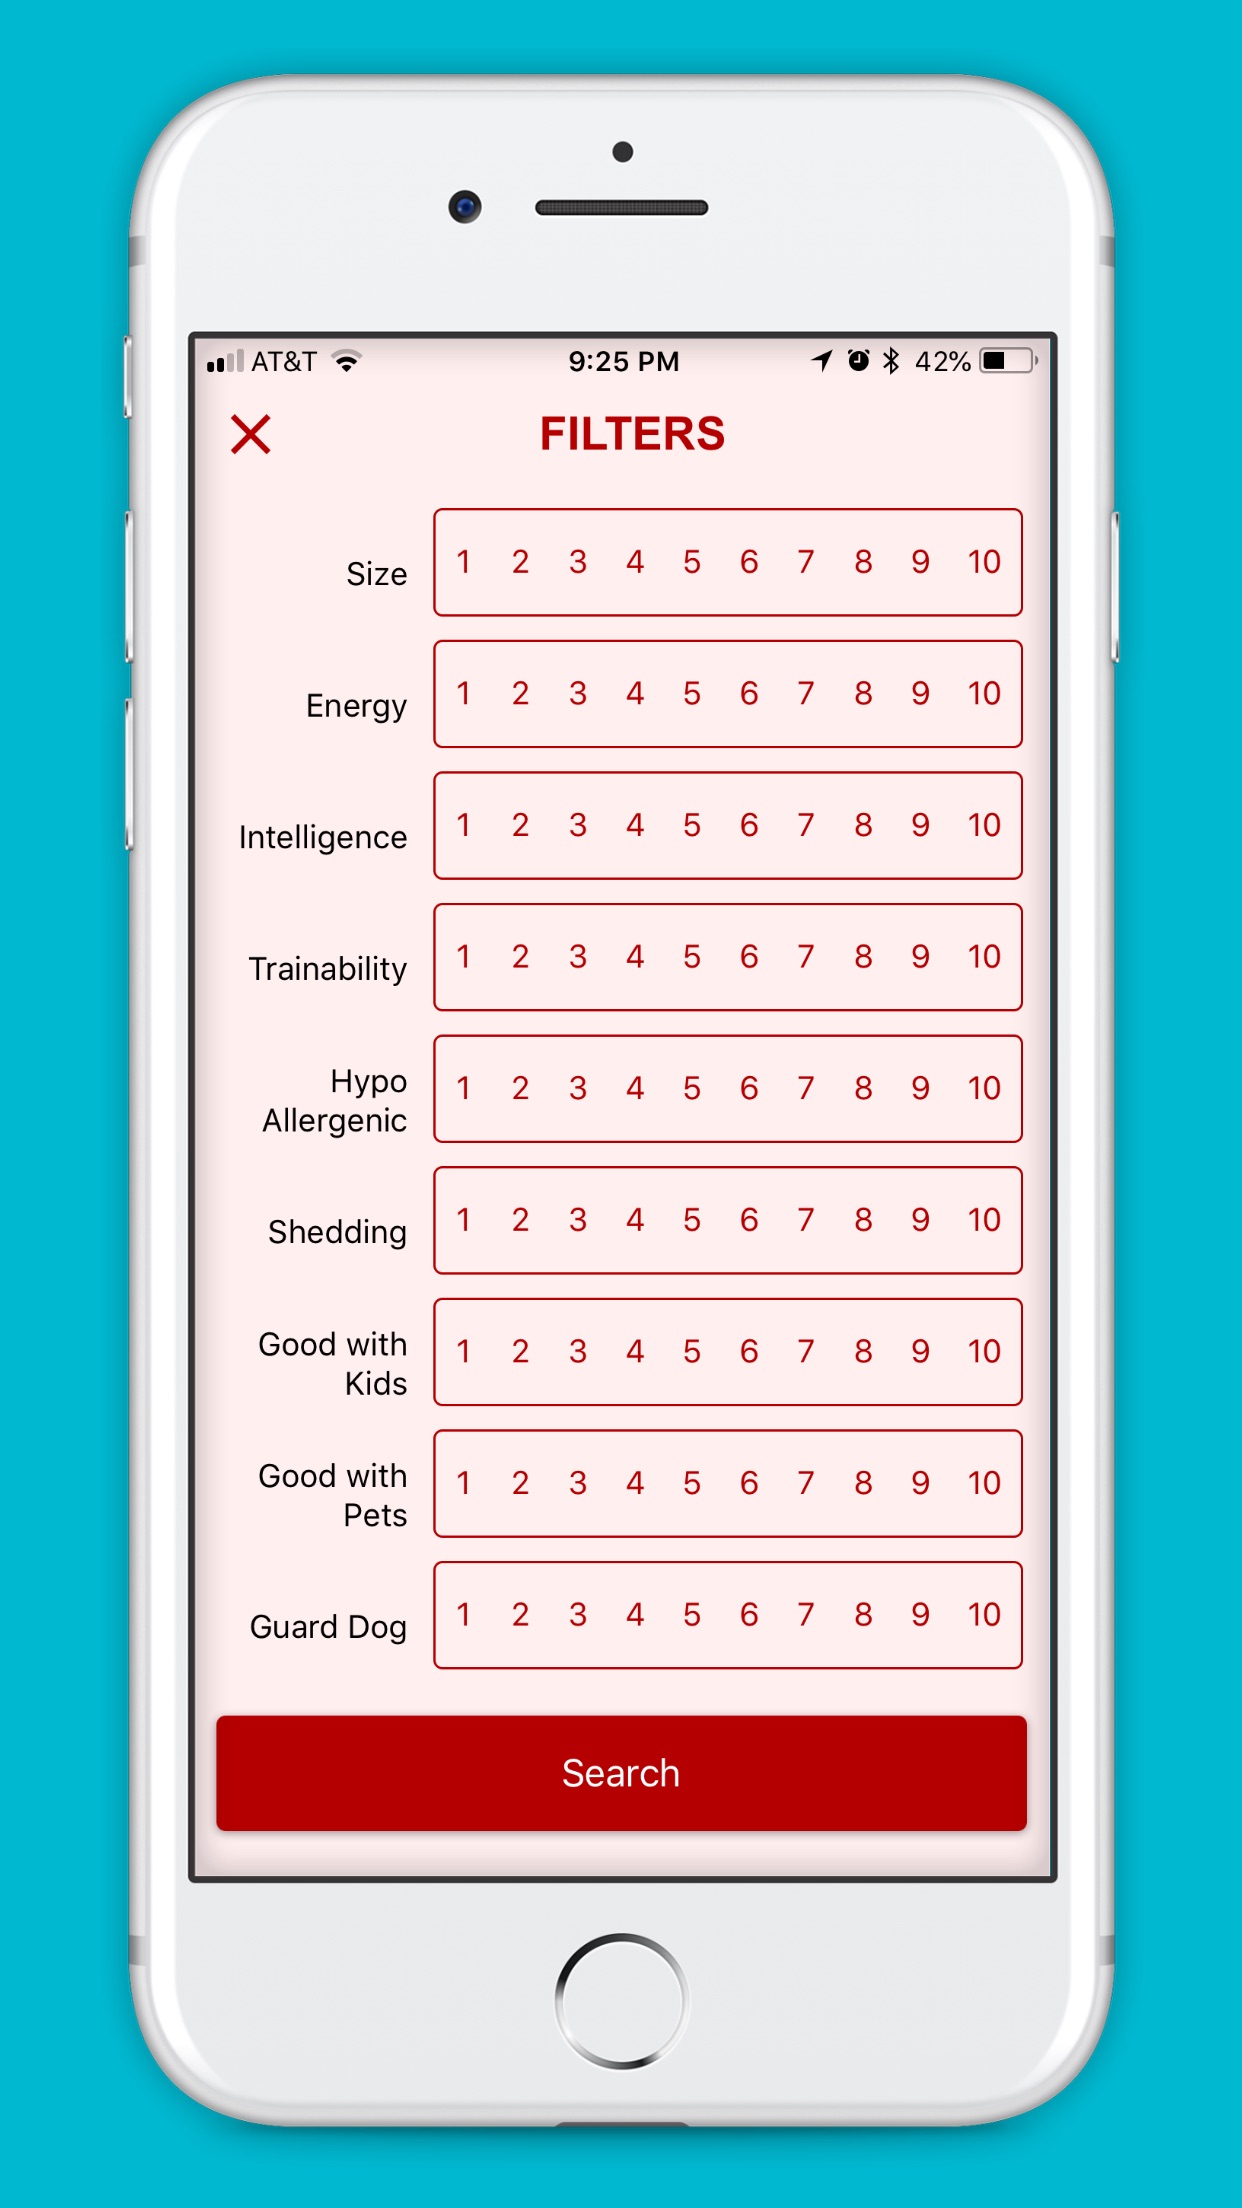 AT&T 9:25 PM 42%
FILTERS
Size 1 2 3 4 5 6 7 8 9 10
Energy 1 2 3 4 5 6 7 8 9 10
Intelligence 1 2 3 4 5 6 7 8 9 10
Trainability 1 2 3 4 5 6 7 8 9 10
Hypo
Allergenic 1 2 3 4 5 6 7 8 9 10
Shedding 1 2 3 4 5 6 7 8 9 10
Good with
Kids 1 2 3 4 5 6 7 8 9 10
Good with
Pets 1 2 3 4 5 6 7 8 9 10
Guard Dog 1 2 3 4 5 6 7 8 9 10
Search